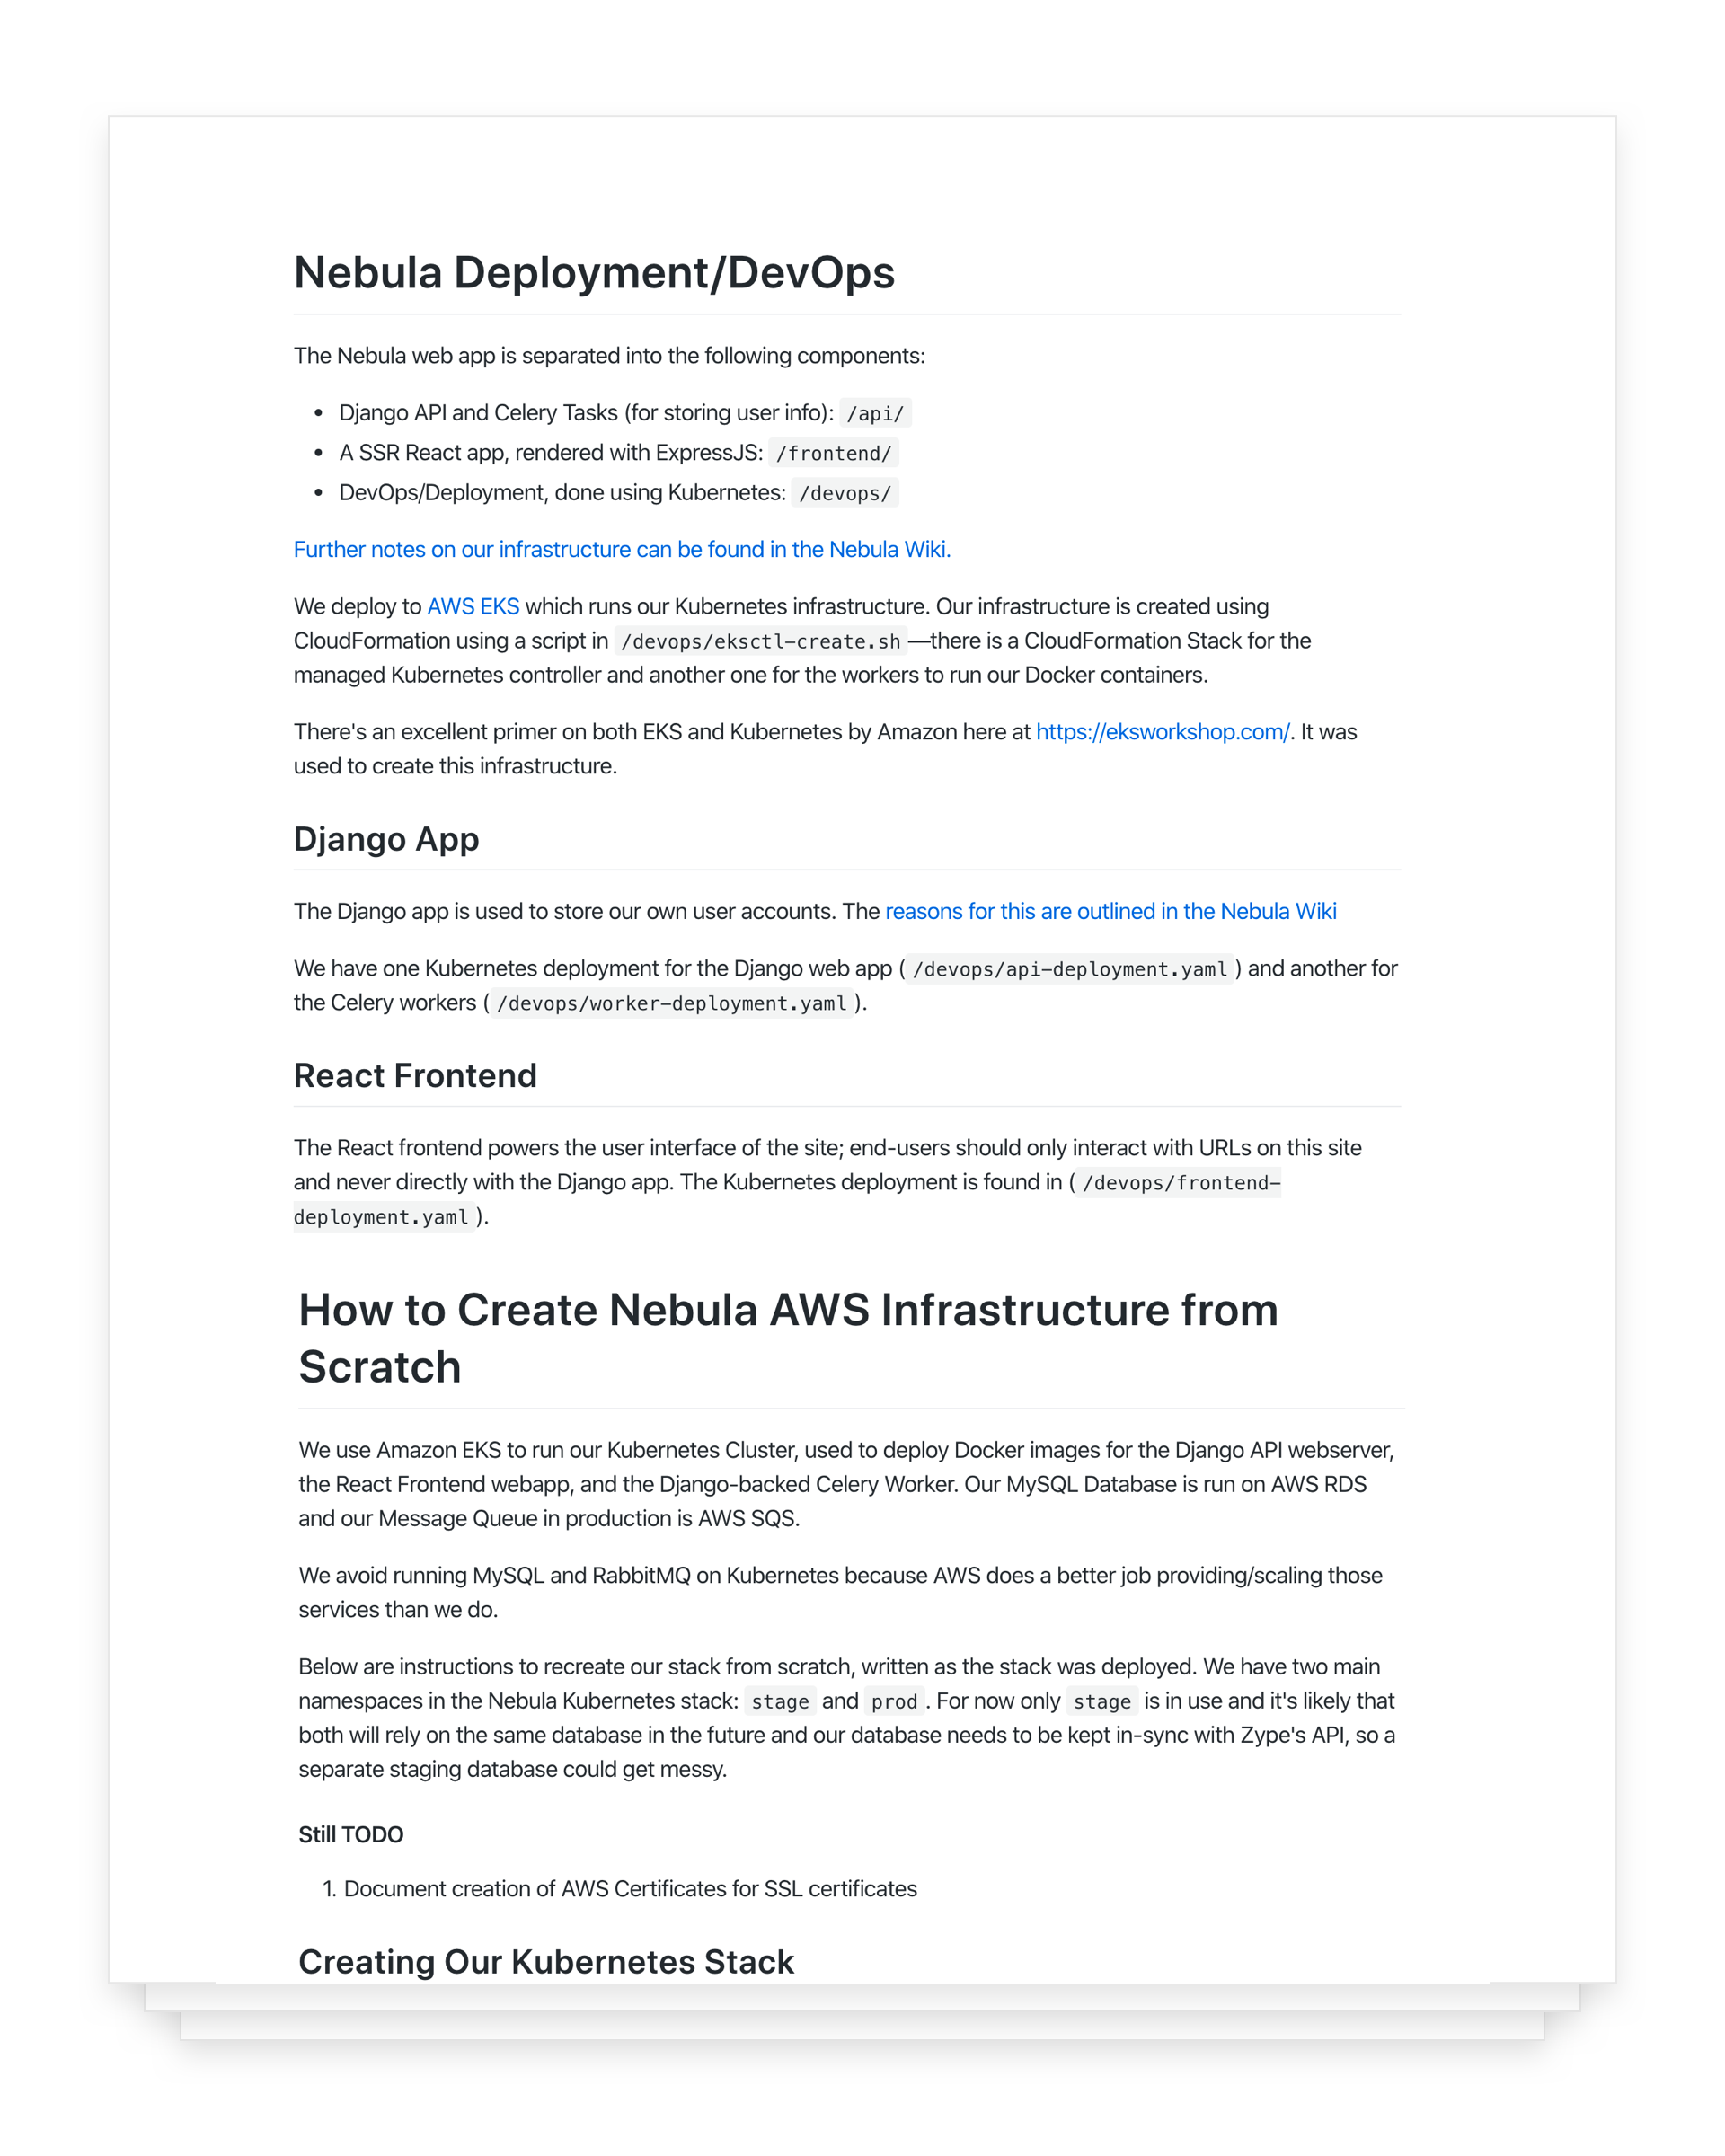 Nebula Deployment/DevOps
The Nebula web app is separated into the following components:
• Django API and Celery Tasks (for storing user info): /api/
• A SSR React app, rendered with ExpressJS: /frontend/
• DevOps/Deployment, done using Kubernetes: /devops/
Further notes on our infrastructure can be found in the Nebula Wiki.
We deploy to AWS EKS which runs our Kubernetes infrastructure. Our infrastructure is created using
CloudFormation using a script in /devops/eksctl-create.sh—there is a CloudFormation Stack for the
managed Kubernetes controller and another one for the workers to run our Docker containers.
There's an excellent primer on both EKS and Kubernetes by Amazon here at https://eksworkshop.com/. It was
used to create this infrastructure.
Django App
The Django app is used to store our own user accounts. The reasons for this are outlined in the Nebula Wiki
We have one Kubernetes deployment for the Django web app ( /devops/api-deployment.yaml ) and another for
the Celery workers ( /devops/worker-deployment.yaml ).
React Frontend
The React frontend powers the user interface of the site; end-users should only interact with URLs on this site
and never directly with the Django app. The Kubernetes deployment is found in ( /devops/frontend-
deployment.yaml ).
How to Create Nebula AWS Infrastructure from
Scratch
We use Amazon EKS to run our Kubernetes Cluster, used to deploy Docker images for the Django API webserver,
the React Frontend webapp, and the Django-backed Celery Worker. Our MySQL Database is run on AWS RDS
and our Message Queue in production is AWS SQS.
We avoid running MySQL and RabbitMQ on Kubernetes because AWS does a better job providing/scaling those
services than we do.
Below are instructions to recreate our stack from scratch, written as the stack was deployed. We have two main
namespaces in the Nebula Kubernetes stack: stage and prod . For now only stage is in use and it's likely that
both will rely on the same database in the future and our database needs to be kept in-sync with Zype's API, so a
separate staging database could get messy.
Still TODO
1. Document creation of AWS Certificates for SSL certificates
Creating Our Kubernetes Stack